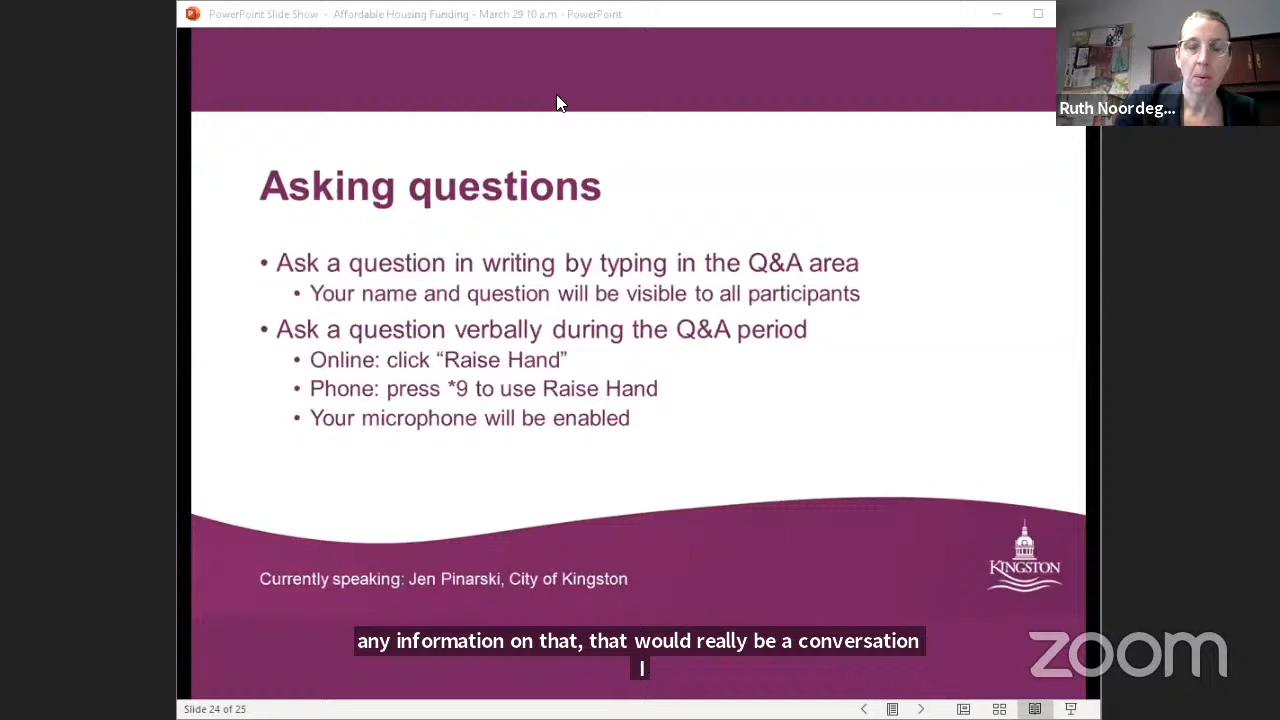 PowerPoint Slide Show - Affordable Housing Funding - March 29 10 a.m - PowerPoint
Ruth Noordeg...
Asking questions
• Ask a question in writing by typing in the Q&A area
• Your name and question will be visible to all participants
• Ask a question verbally during the Q&A period
• Online: click “Raise Hand”
• Phone: press *9 to use Raise Hand
• Your microphone will be enabled
KINGSTON
Currently speaking: Jen Pinarski, City of Kingston
any information on that, that would really be a conversation
I
zoom
Slide 24 of 25